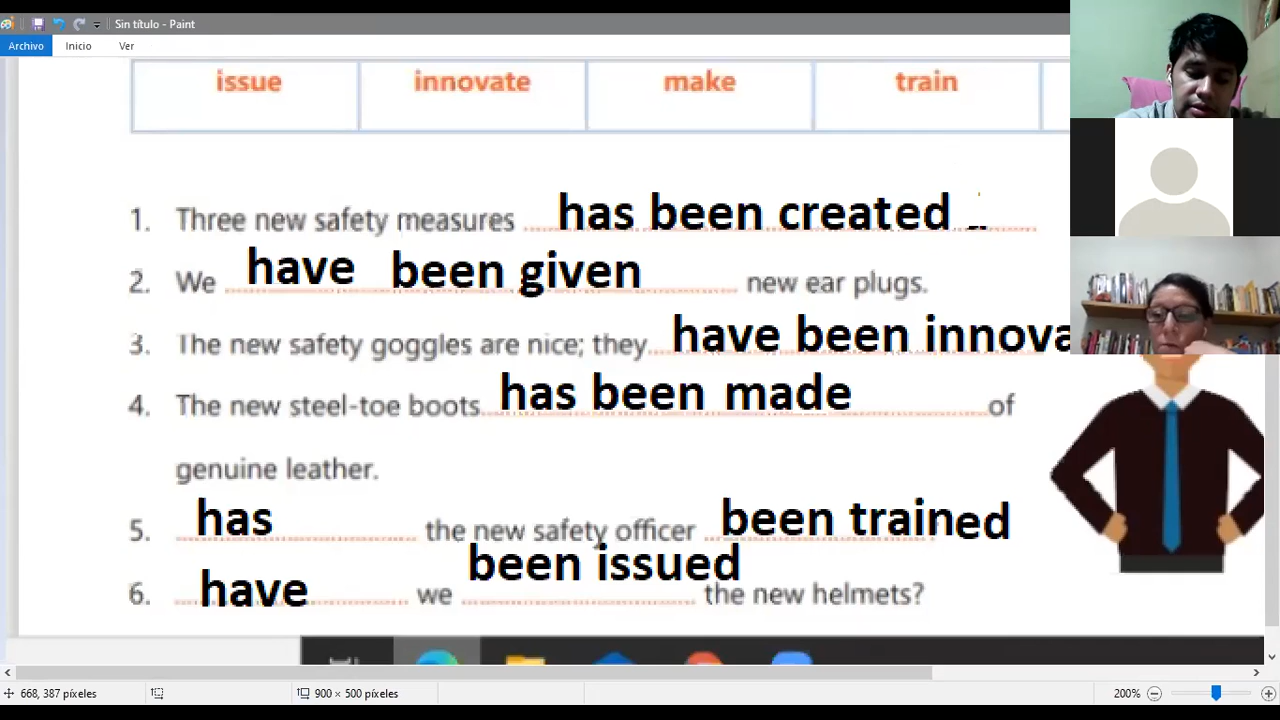 Sin título - Paint
Archivo Inicio Ver
issue innovate make train
1. Three new safety measures has been created
2. We have been given new ear plugs.
3. The new safety goggles are nice; they have been innova
4. The new steel-toe boots has been made of
genuine leather.
5. has the new safety officer been trained
6. have we been issued the new helmets?
668, 387 píxeles 900 × 500 píxeles 200%